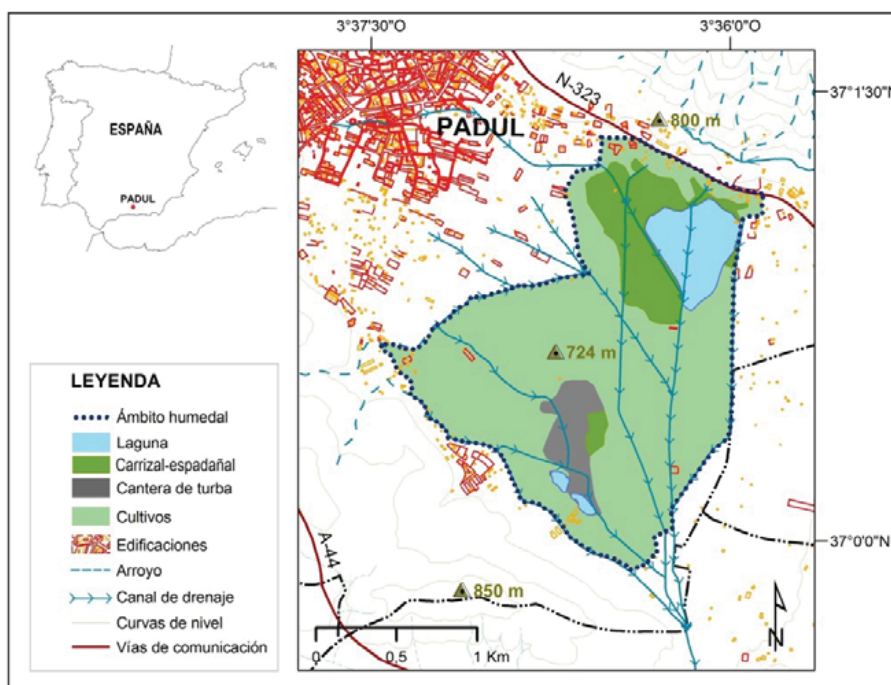 3°37'30"O
3°36'0"O
37°1'30"N
37°0'0"N
ESPAÑA
PADUL
PADUL
N-323
800 m
724 m
850 m
A-44
0 0,5 1 Km
N
LEYENDA
Ámbito humedal
Laguna
Carrizal-espadañal
Cantera de turba
Cultivos
Edificaciones
Arroyo
Canal de drenaje
Curvas de nivel
Vías de comunicación